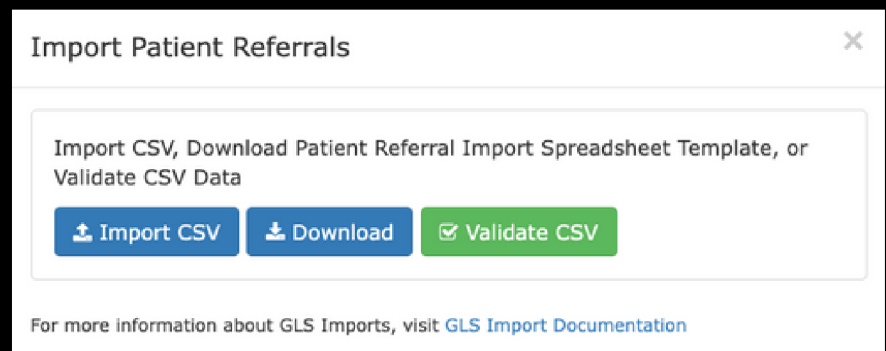 Import Patient Referrals
Import CSV, Download Patient Referral Import Spreadsheet Template, or
Validate CSV Data
Import CSV Download Validate CSV
For more information about GLS Imports, visit GLS Import Documentation